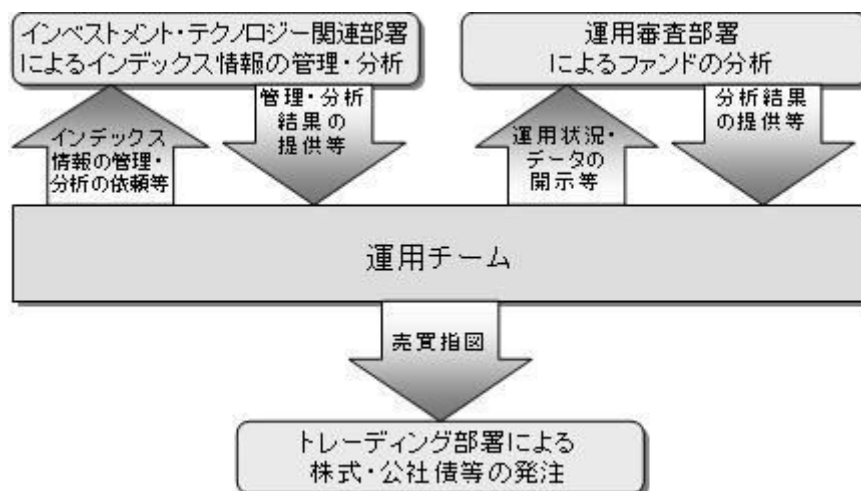 インベストメント・テクノロジー関連部署
によるインデックス情報の管理・分析
運用審査部署
によるファンドの分析
インデックス
情報の管理・
分析の依頼等
管理・分析
結果の
提供等
運用状況・
データの
開示等
分析結果
の提供等
運用チーム
売買指図
トレーディング部署による
株式・公社債等の発注